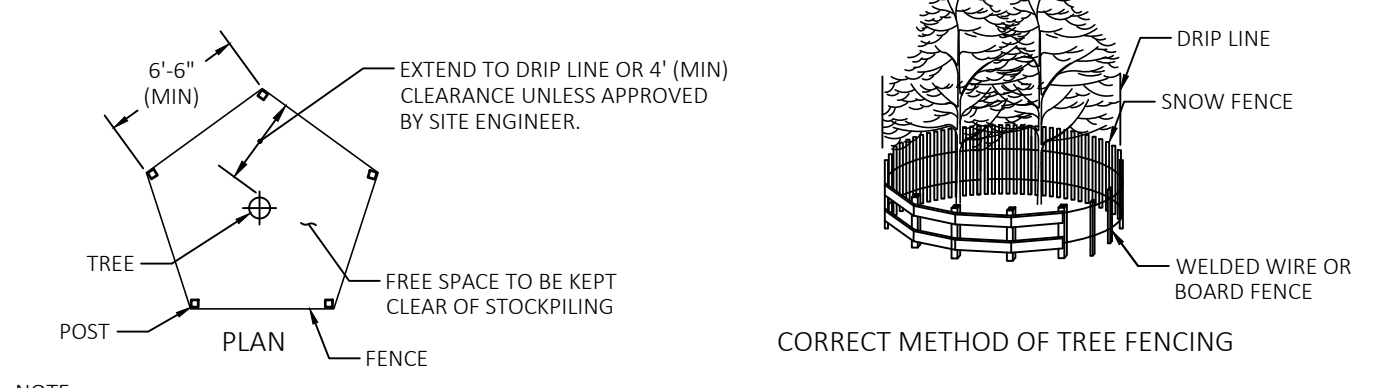 6'-6"
(MIN)
EXTEND TO DRIP LINE OR 4' (MIN)
CLEARANCE UNLESS APPROVED
BY SITE ENGINEER.
TREE
FREE SPACE TO BE KEPT
CLEAR OF STOCKPILING
POST
PLAN
FENCE
DRIP LINE
SNOW FENCE
WELDED WIRE OR
BOARD FENCE
CORRECT METHOD OF TREE FENCING
NOTE